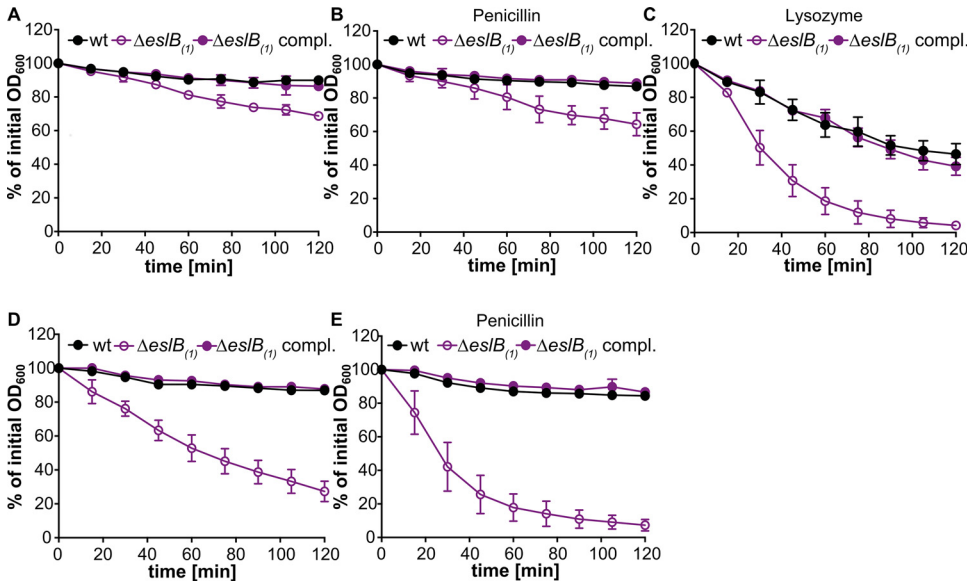 A
wt ΔeslB(1) ΔeslB(1) compl.
120
100
80
60
40
20
0
% of initial OD600
0 20 40 60 80 100 120
time [min]
B
Penicillin
wt ΔeslB(1) ΔeslB(1) compl.
120
100
80
60
40
20
0
% of initial OD600
0 20 40 60 80 100 120
time [min]
C
Lysozyme
wt ΔeslB(1) ΔeslB(1) compl.
120
100
80
60
40
20
0
% of initial OD600
0 20 40 60 80 100 120
time [min]
D
wt ΔeslB(1) ΔeslB(1) compl.
120
100
80
60
40
20
0
% of initial OD600
0 20 40 60 80 100 120
time [min]
E
Penicillin
wt ΔeslB(1) ΔeslB(1) compl.
120
100
80
60
40
20
0
% of initial OD600
0 20 40 60 80 100 120
time [min]